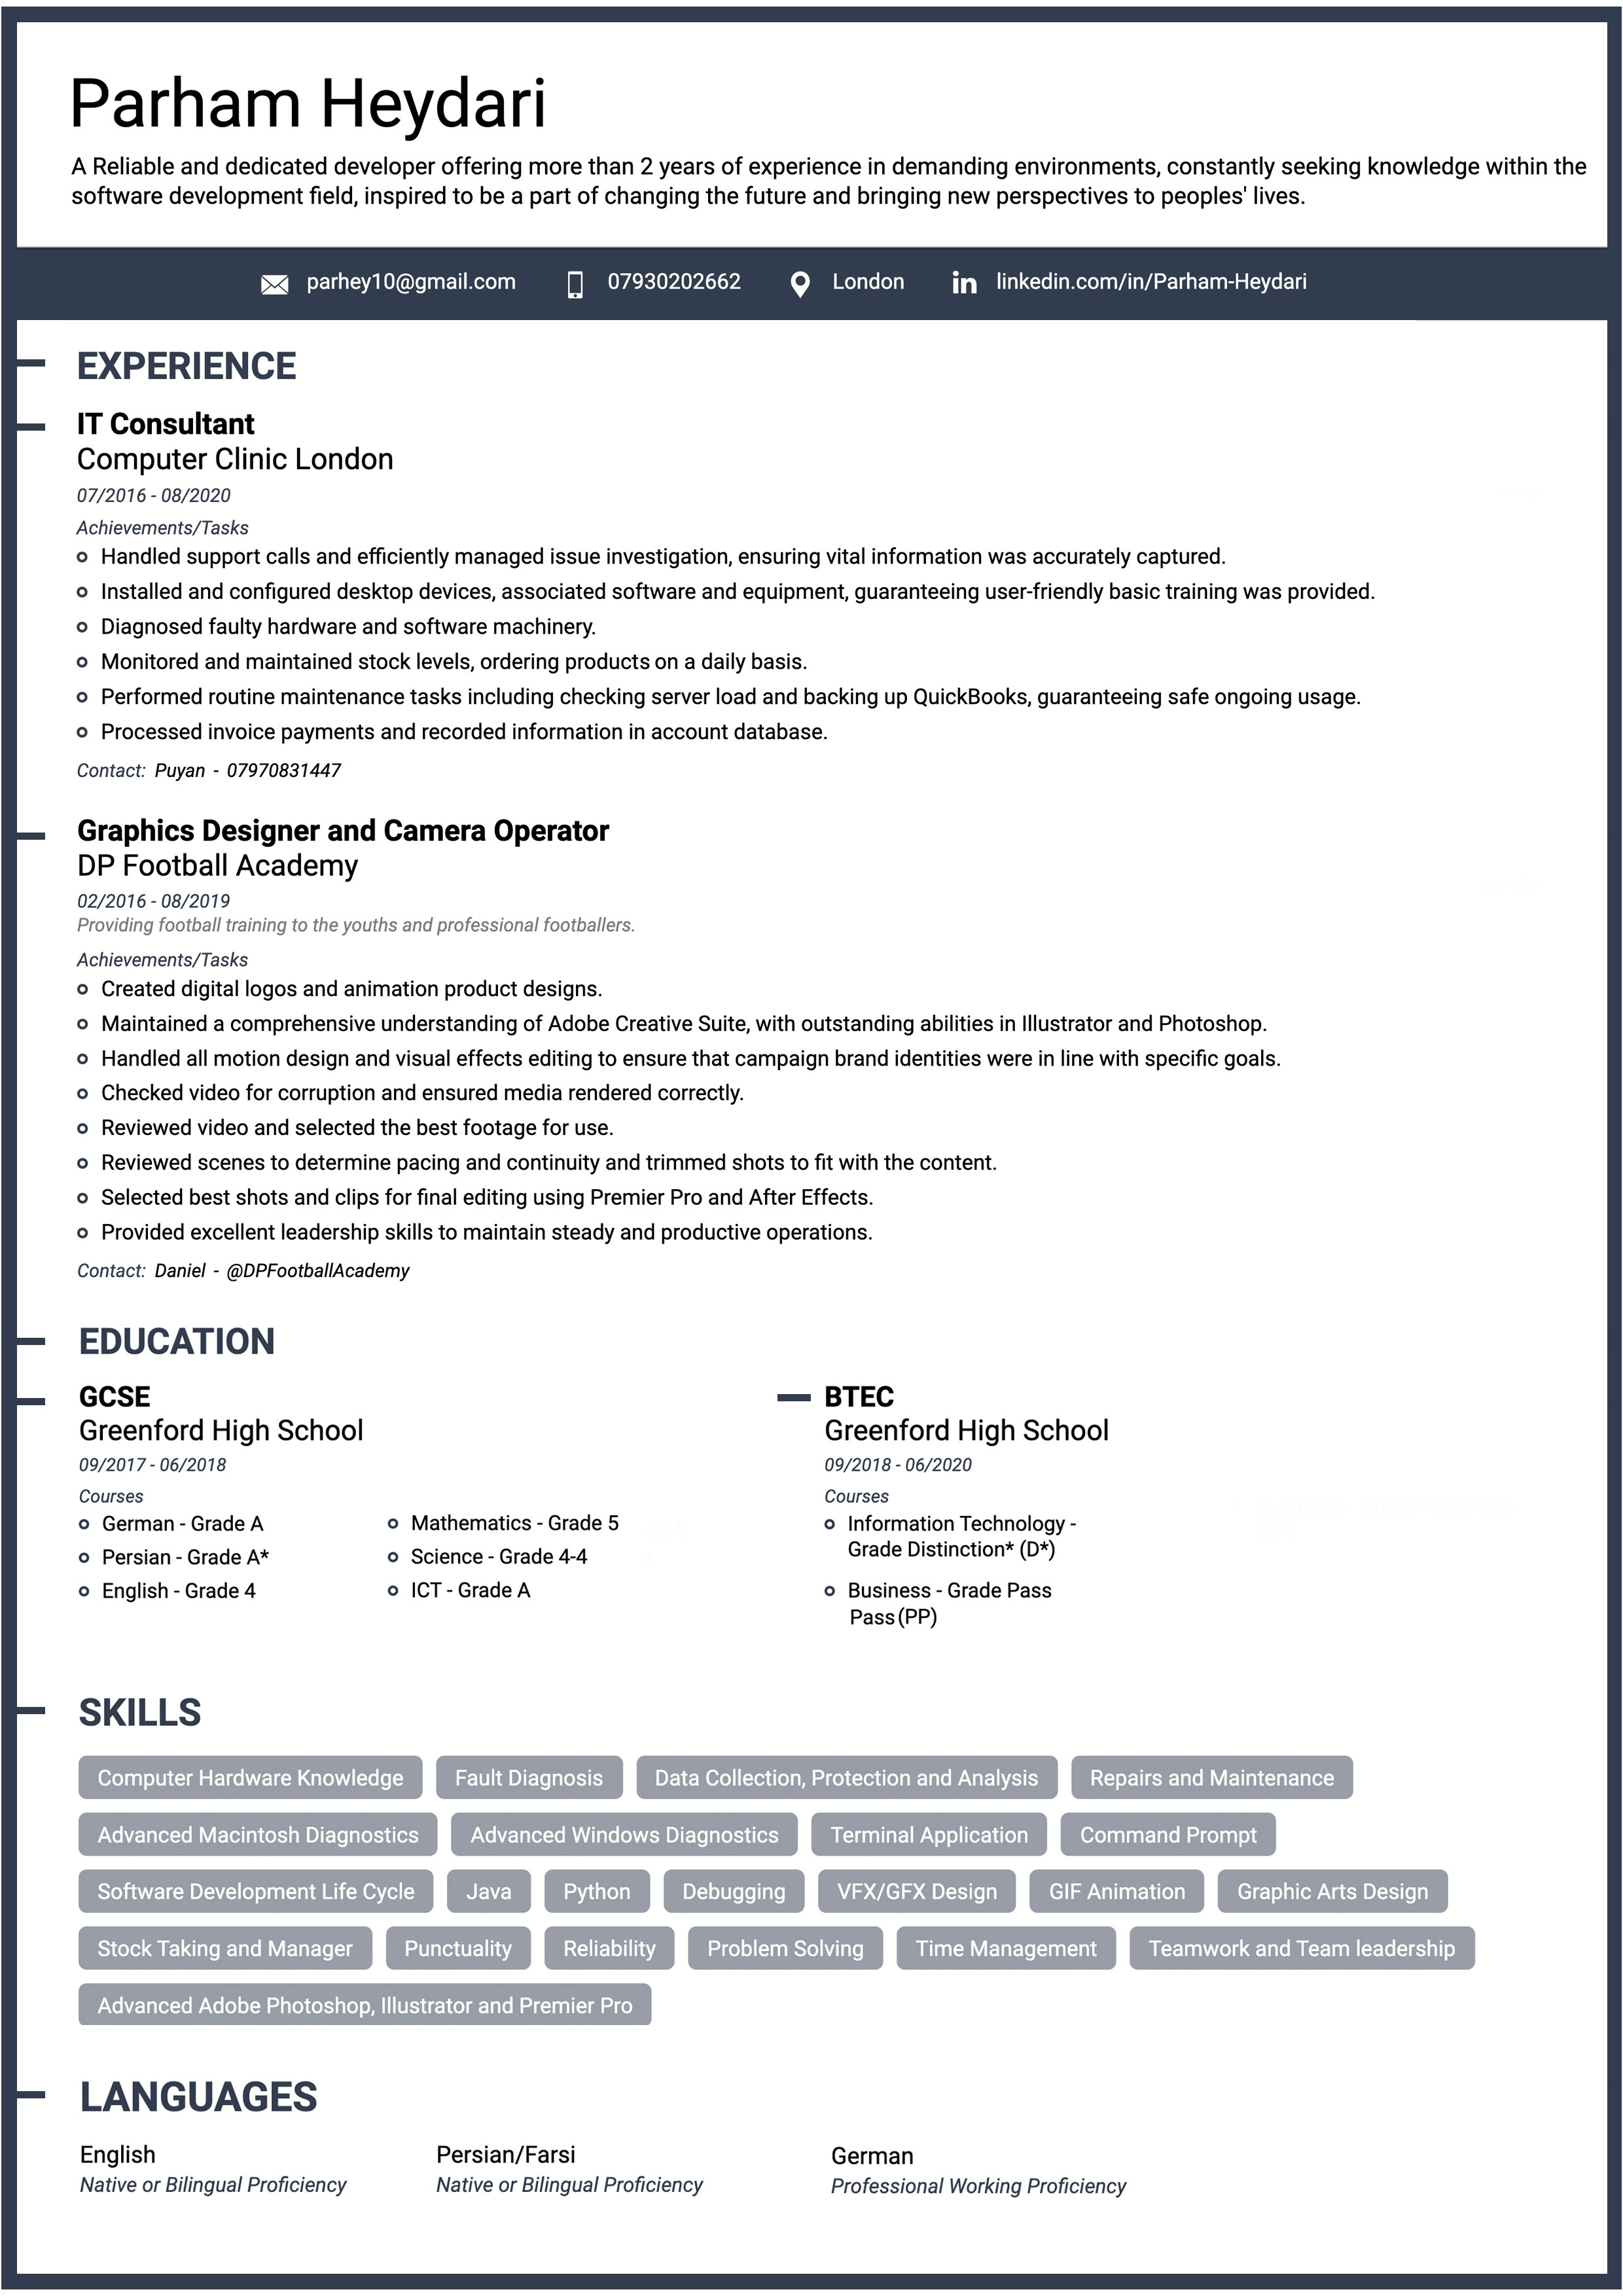 Parham Heydari
A Reliable and dedicated developer offering more than 2 years of experience in demanding environments, constantly seeking knowledge within the
software development field, inspired to be a part of changing the future and bringing new perspectives to peoples' lives.
parhey10@gmail.com 07930202662 London linkedin.com/in/Parham-Heydari
EXPERIENCE
IT Consultant
Computer Clinic London
07/2016 - 08/2020
Achievements/Tasks
Handled support calls and efficiently managed issue investigation, ensuring vital information was accurately captured.
Installed and configured desktop devices, associated software and equipment, guaranteeing user-friendly basic training was provided.
Diagnosed faulty hardware and software machinery.
Monitored and maintained stock levels, ordering products on a daily basis.
Performed routine maintenance tasks including checking server load and backing up QuickBooks, guaranteeing safe ongoing usage.
Processed invoice payments and recorded information in account database.
Contact: Puyan - 07970831447
Graphics Designer and Camera Operator
DP Football Academy
02/2016 - 08/2019
Providing football training to the youths and professional footballers.
Achievements/Tasks
Created digital logos and animation product designs.
Maintained a comprehensive understanding of Adobe Creative Suite, with outstanding abilities in Illustrator and Photoshop.
Handled all motion design and visual effects editing to ensure that campaign brand identities were in line with specific goals.
Checked video for corruption and ensured media rendered correctly.
Reviewed video and selected the best footage for use.
Reviewed scenes to determine pacing and continuity and trimmed shots to fit with the content.
Selected best shots and clips for final editing using Premier Pro and After Effects.
Provided excellent leadership skills to maintain steady and productive operations.
Contact: Daniel - @DPFootballAcademy
EDUCATION
GCSE
Greenford High School
09/2017 - 06/2018
Courses
German - Grade A
Persian - Grade A*
English - Grade 4
Mathematics - Grade 5
Science - Grade 4-4
ICT - Grade A
BTEC
Greenford High School
09/2018 - 06/2020
Courses
Information Technology -
Grade Distinction* (D*)
Business - Grade Pass
Pass (PP)
SKILLS
Computer Hardware Knowledge Fault Diagnosis Data Collection, Protection and Analysis Repairs and Maintenance
Advanced Macintosh Diagnostics Advanced Windows Diagnostics Terminal Application Command Prompt
Software Development Life Cycle Java Python Debugging VFX/GFX Design GIF Animation Graphic Arts Design
Stock Taking and Manager Punctuality Reliability Problem Solving Time Management Teamwork and Team leadership
Advanced Adobe Photoshop, Illustrator and Premier Pro
LANGUAGES
English Persian/Farsi German
Native or Bilingual Proficiency Native or Bilingual Proficiency Professional Working Proficiency